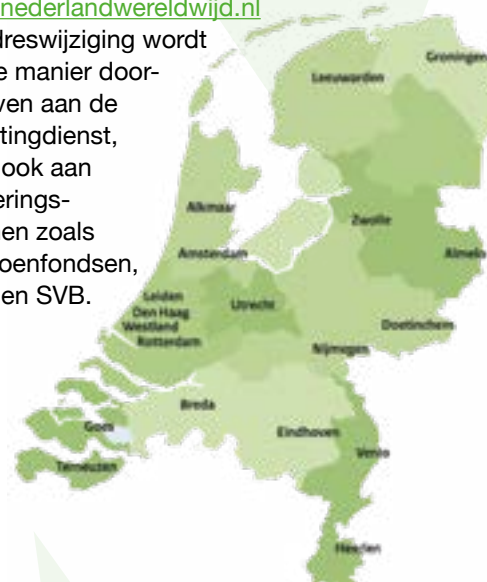 nederlandwereldwijd.nl
dreswijziging wordt
e manier door-
ven aan de
tingdienst,
ook aan
erings-
en zoals
oenfondsen,
en SVB.
Groningen
Leeuwarden
Alkmaar
Zwolle
Amsterdam
Almelo
Leiden
Utrecht
Den Haag
Westland
Doetinchem
Rotterdam
Nijmegen
Breda
Goes
Eindhoven
Venlo
Terneuzen
Heerlen